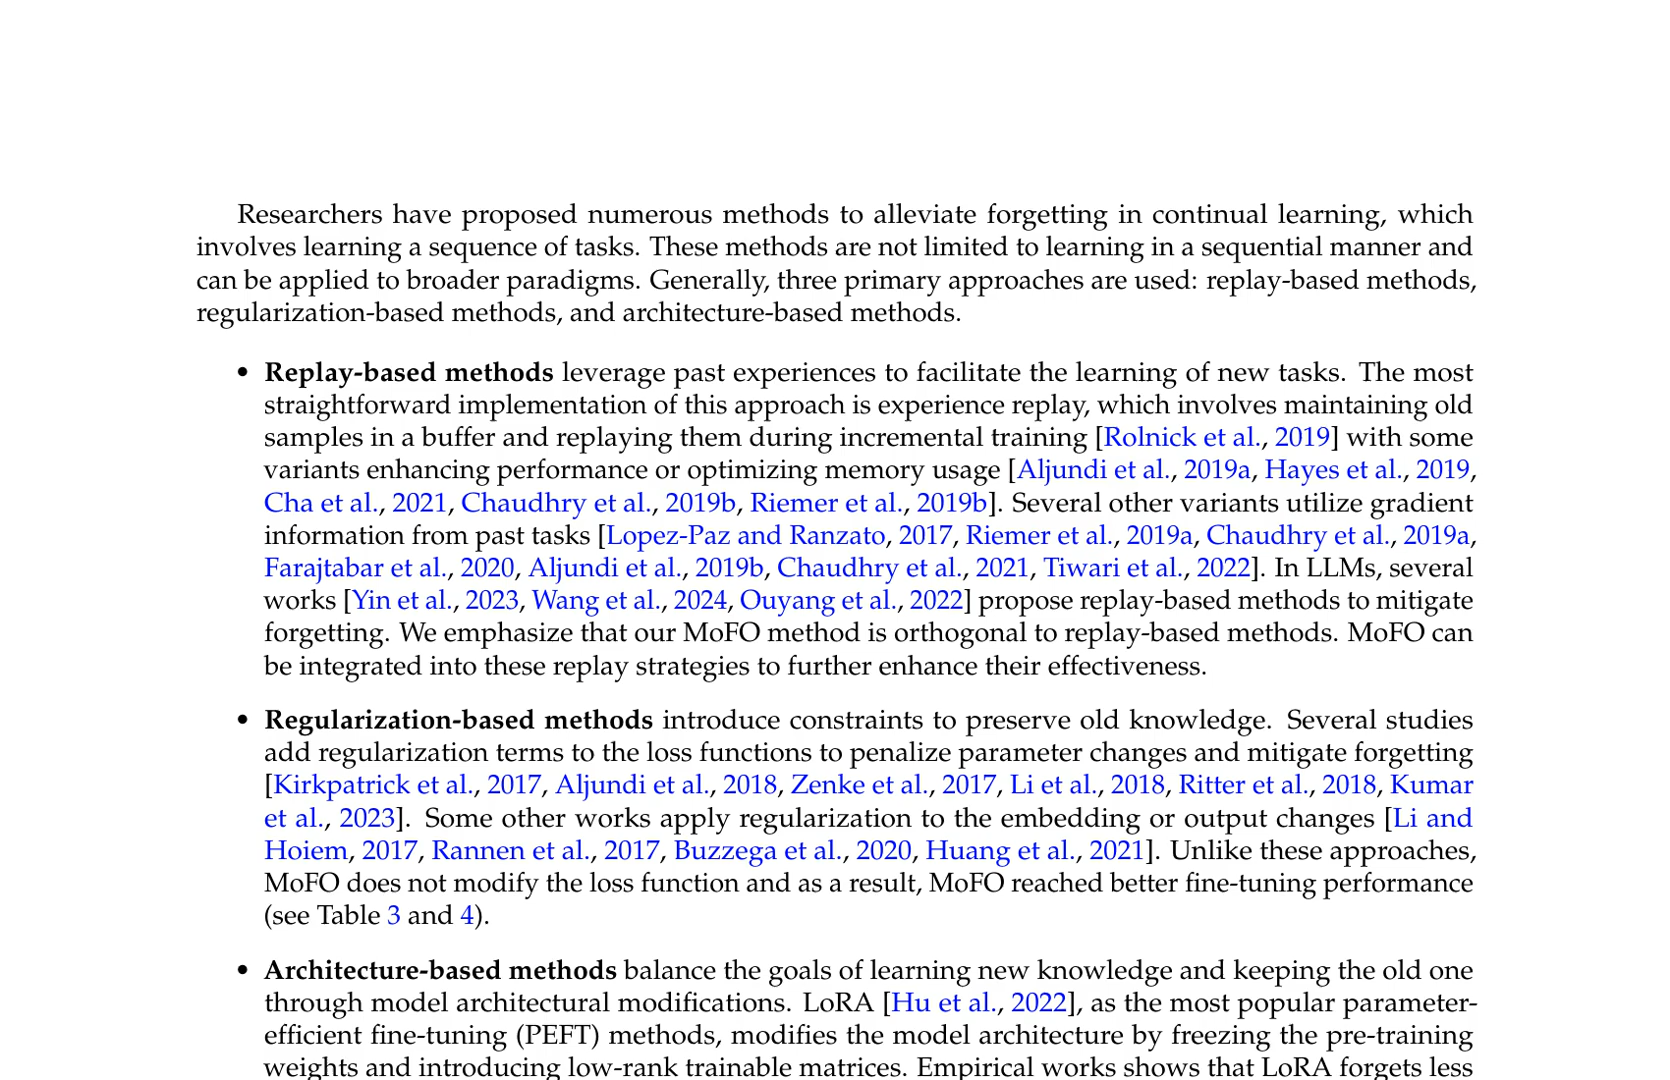 Researchers have proposed numerous methods to alleviate forgetting in continual learning, which
involves learning a sequence of tasks. These methods are not limited to learning in a sequential manner and
can be applied to broader paradigms. Generally, three primary approaches are used: replay-based methods,
regularization-based methods, and architecture-based methods.
• Replay-based methods leverage past experiences to facilitate the learning of new tasks. The most
straightforward implementation of this approach is experience replay, which involves maintaining old
samples in a buffer and replaying them during incremental training [Rolnick et al., 2019] with some
variants enhancing performance or optimizing memory usage [Aljundi et al., 2019a, Hayes et al., 2019,
Cha et al., 2021, Chaudhry et al., 2019b, Riemer et al., 2019b]. Several other variants utilize gradient
information from past tasks [Lopez-Paz and Ranzato, 2017, Riemer et al., 2019a, Chaudhry et al., 2019a,
Farajtabar et al., 2020, Aljundi et al., 2019b, Chaudhry et al., 2021, Tiwari et al., 2022]. In LLMs, several
works [Yin et al., 2023, Wang et al., 2024, Ouyang et al., 2022] propose replay-based methods to mitigate
forgetting. We emphasize that our MoFO method is orthogonal to replay-based methods. MoFO can
be integrated into these replay strategies to further enhance their effectiveness.
• Regularization-based methods introduce constraints to preserve old knowledge. Several studies
add regularization terms to the loss functions to penalize parameter changes and mitigate forgetting
[Kirkpatrick et al., 2017, Aljundi et al., 2018, Zenke et al., 2017, Li et al., 2018, Ritter et al., 2018, Kumar
et al., 2023]. Some other works apply regularization to the embedding or output changes [Li and
Hoiem, 2017, Rannen et al., 2017, Buzzega et al., 2020, Huang et al., 2021]. Unlike these approaches,
MoFO does not modify the loss function and as a result, MoFO reached better fine-tuning performance
(see Table 3 and 4).
• Architecture-based methods balance the goals of learning new knowledge and keeping the old one
through model architectural modifications. LoRA [Hu et al., 2022], as the most popular parameter-
efficient fine-tuning (PEFT) methods, modifies the model architecture by freezing the pre-training
weights and introducing low-rank trainable matrices. Empirical works shows that LoRA forgets less